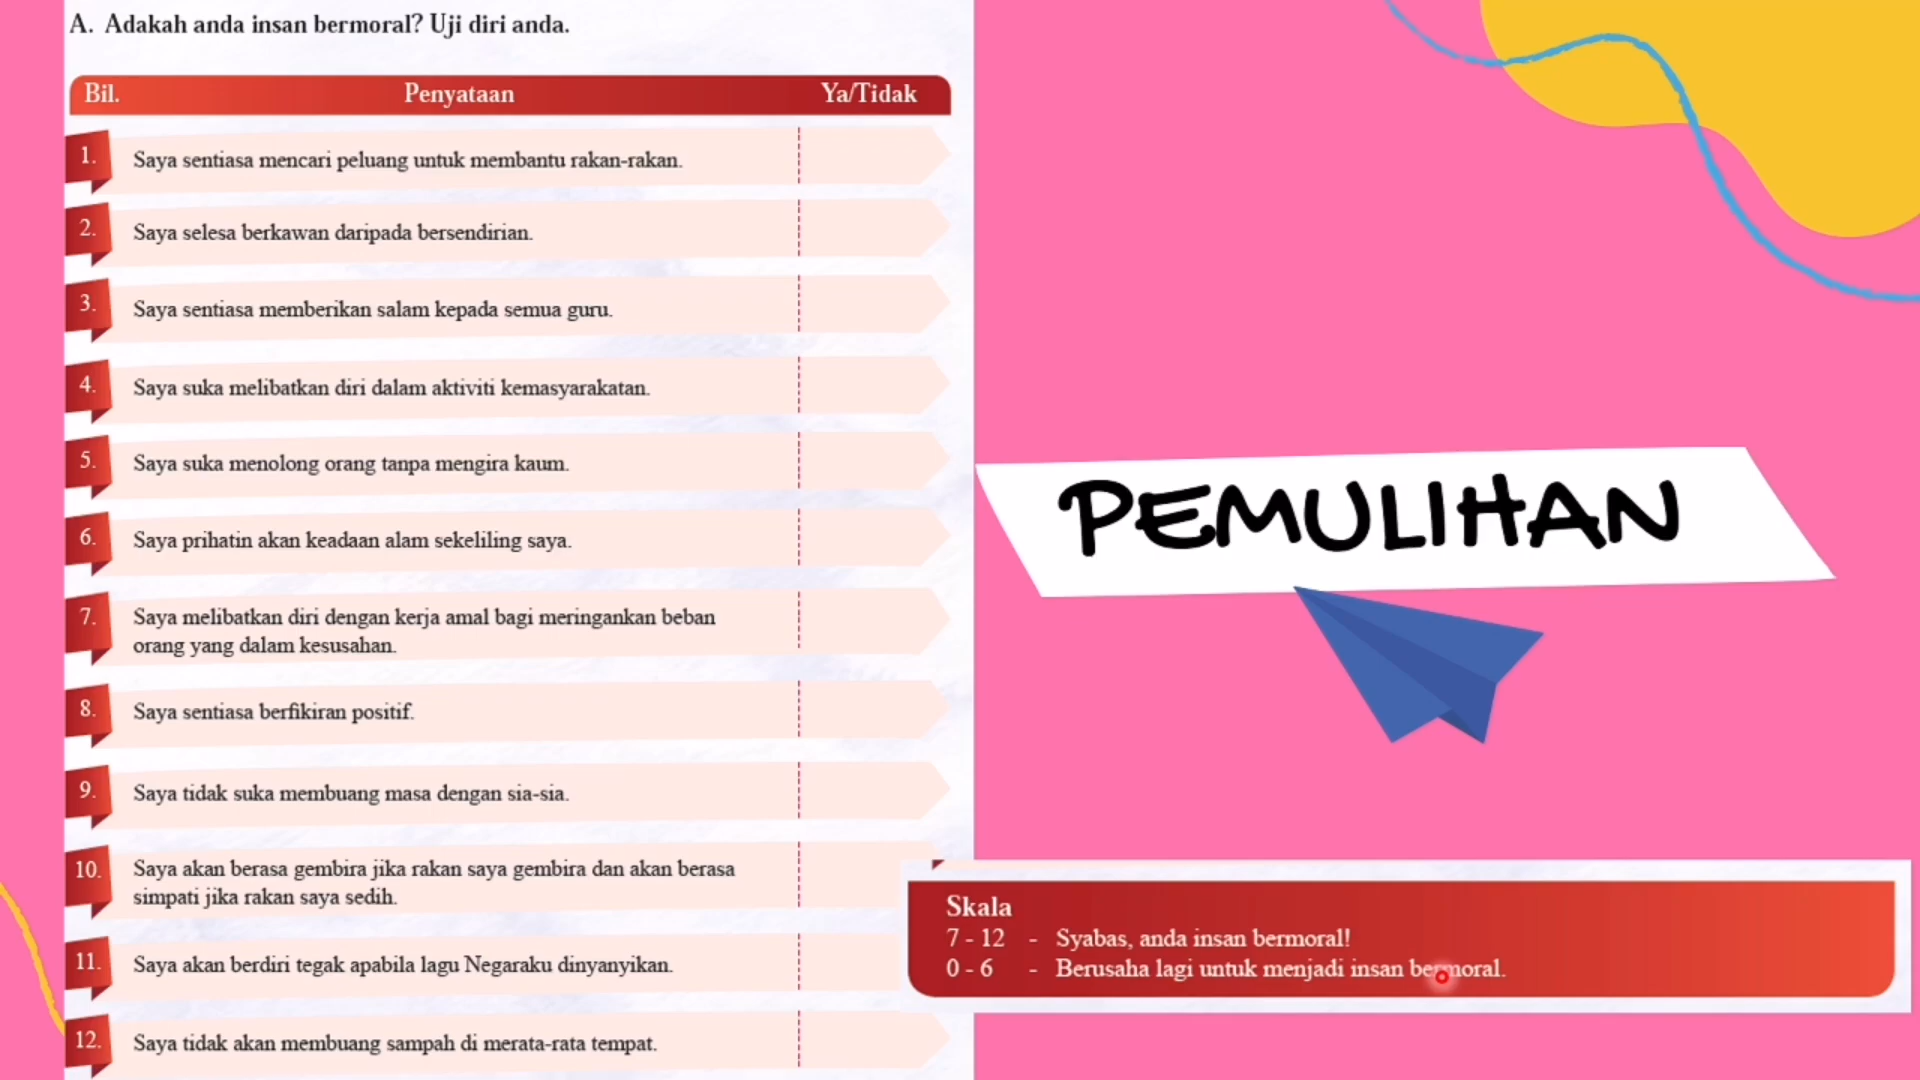 A. Adakah anda insan bermoral? Uji diri anda.
Bil. Penyataan Ya/Tidak
1. Saya sentiasa mencari peluang untuk membantu rakan-rakan.
2. Saya selesa berkawan daripada bersendirian.
3. Saya sentiasa memberikan salam kepada semua guru.
4. Saya suka melibatkan diri dalam aktiviti kemasyarakatan.
5. Saya suka menolong orang tanpa mengira kaum.
6. Saya prihatin akan keadaan alam sekeliling saya.
7. Saya melibatkan diri dengan kerja amal bagi meringankan beban
orang yang dalam kesusahan.
8. Saya sentiasa berfikiran positif.
9. Saya tidak suka membuang masa dengan sia-sia.
10. Saya akan berasa gembira jika rakan saya gembira dan akan berasa
simpati jika rakan saya sedih.
11. Saya akan berdiri tegak apabila lagu Negaraku dinyanyikan.
12. Saya tidak akan membuang sampah di merata-rata tempat.
PEMULIHAN
Skala
7 - 12 - Syabas, anda insan bermoral!
0 - 6 - Berusaha lagi untuk menjadi insan bermoral.